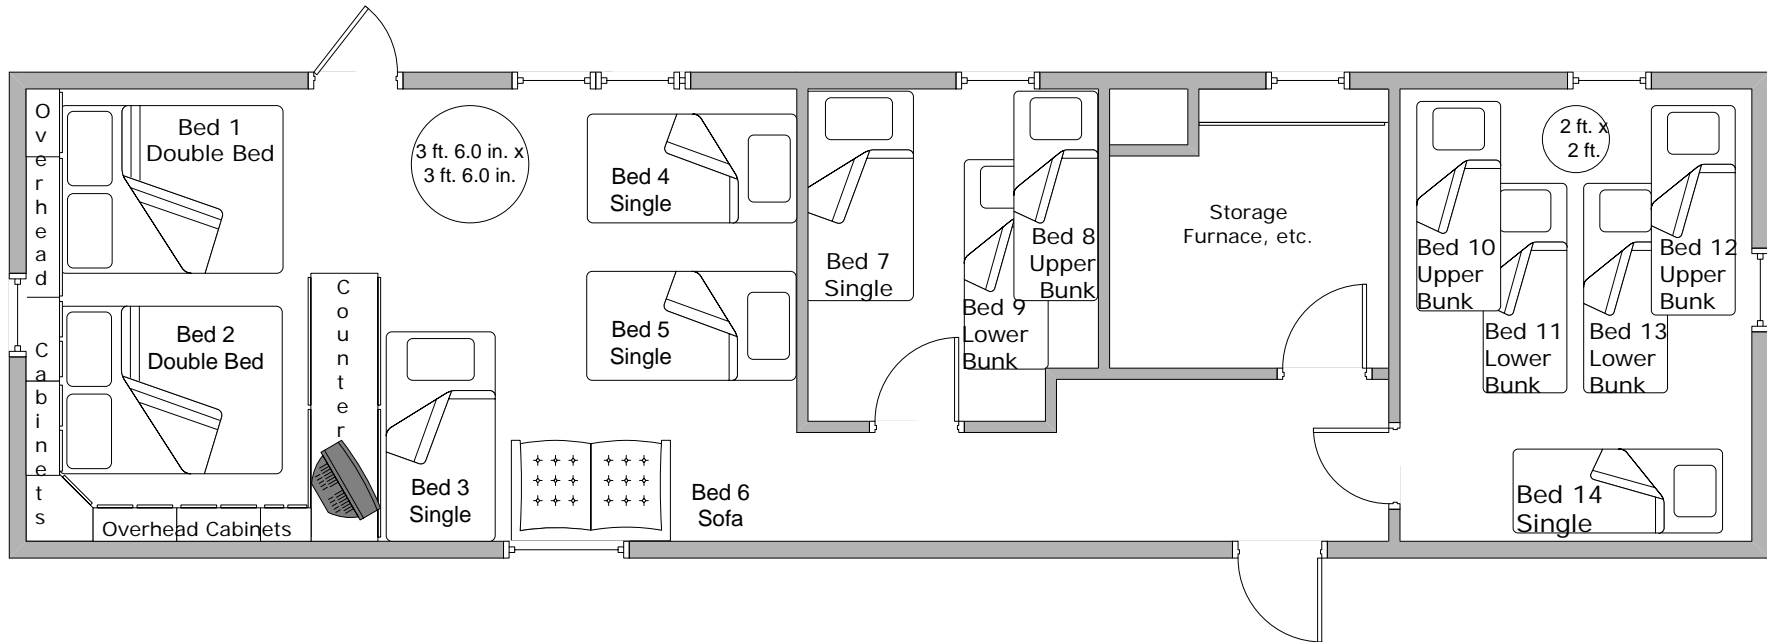 Overhead Cabinets
Bed 1
Double Bed
Bed 2
Double Bed
Overhead Cabinets
Counter
3 ft. 6.0 in. x
3 ft. 6.0 in.
Bed 3
Single
Bed 4
Single
Bed 5
Single
Bed 6
Sofa
Bed 7
Single
Bed 8
Upper
Bunk
Bed 9
Lower
Bunk
Storage
Furnace, etc.
Bed 10
Upper
Bunk
Bed 11
Lower
Bunk
2 ft. x
2 ft.
Bed 12
Upper
Bunk
Bed 13
Lower
Bunk
Bed 14
Single